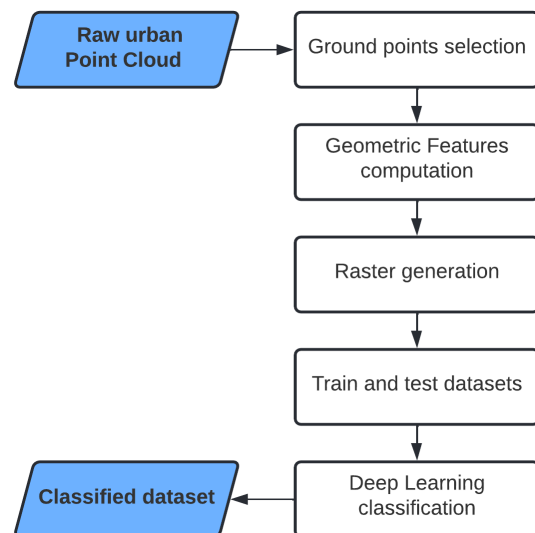 Raw urban
Point Cloud
Ground points selection
Geometric Features
computation
Raster generation
Train and test datasets
Deep Learning
classification
Classified dataset